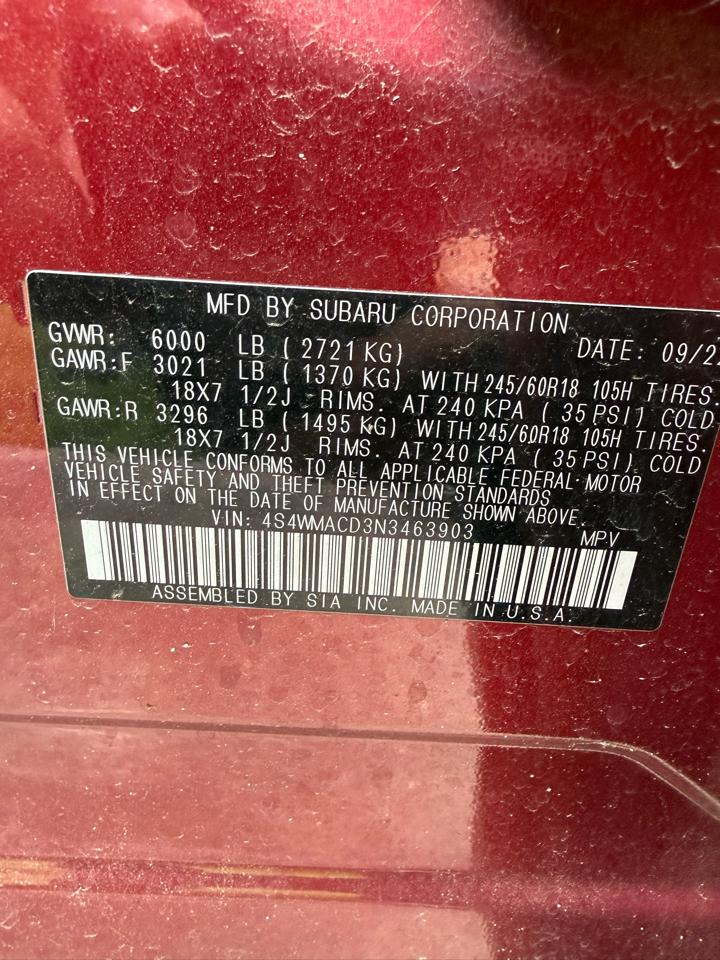 MFD BY SUBARU CORPORATION
GVWR: 6000 LB ( 2721 KG) DATE: 09/22
GAWR:F 3021 LB ( 1370 KG) WITH 245/60R18 105H TIRES.
18X7 1/2J RIMS. AT 240 KPA ( 35 PSI) COLD
GAWR:R 3296 LB ( 1495 KG) WITH 245/60R18 105H TIRES.
18X7 1/2J RIMS. AT 240 KPA ( 35 PSI) COLD
THIS VEHICLE CONFORMS TO ALL APPLICABLE FEDERAL MOTOR
VEHICLE SAFETY AND THEFT PREVENTION STANDARDS
IN EFFECT ON THE DATE OF MANUFACTURE SHOWN ABOVE.
VIN: 4S4WMACD3N3463903 MPV
ASSEMBLED BY SIA INC. MADE IN U.S.A.